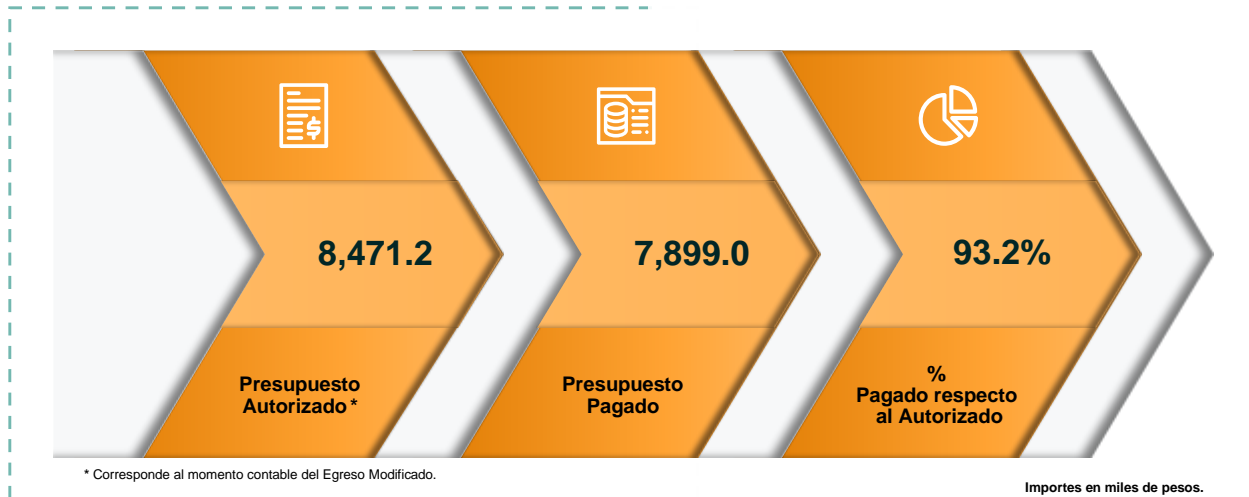 8,471.2
7,899.0
93.2%
Presupuesto
Autorizado *
Presupuesto
Pagado
%
Pagado respecto
al Autorizado
* Corresponde al momento contable del Egreso Modificado.
Importes en miles de pesos.